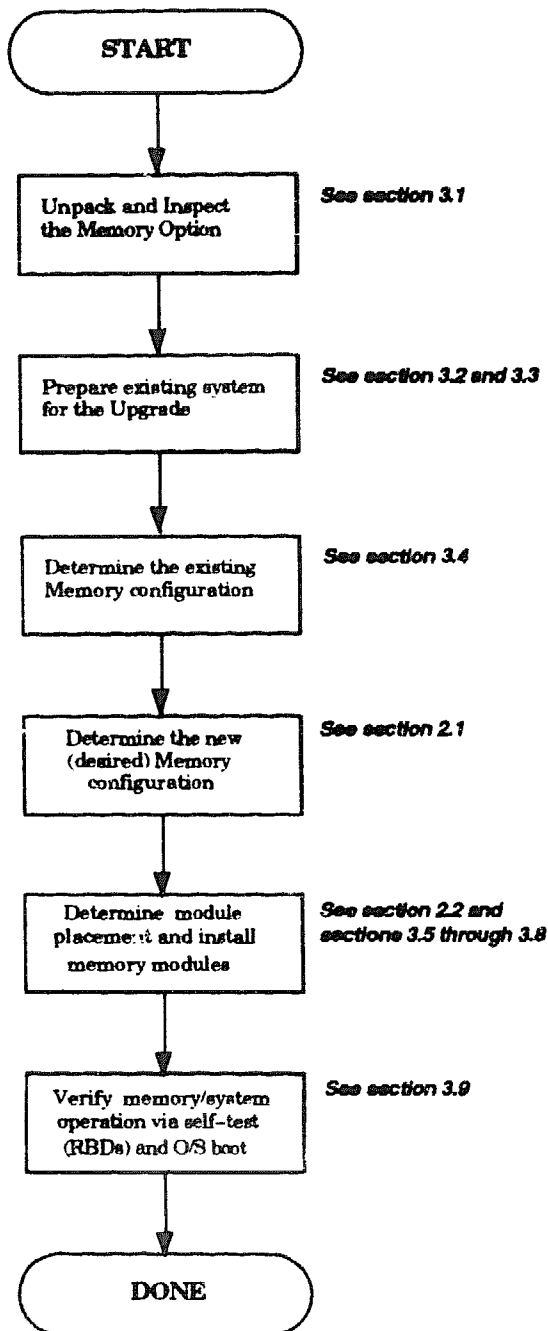 START
Unpack and Inspect
the Memory Option
See section 3.1
Prepare existing system
for the Upgrade
See section 3.2 and 3.3
Determine the existing
Memory configuration
See section 3.4
Determine the new
(desired) Memory
configuration
See section 2.1
Determine module
placement and install
memory modules
See section 2.2 and
sections 3.5 through 3.8
Verify memory/system
operation via self-test
(RBDs) and O/S boot
See section 3.9
DONE